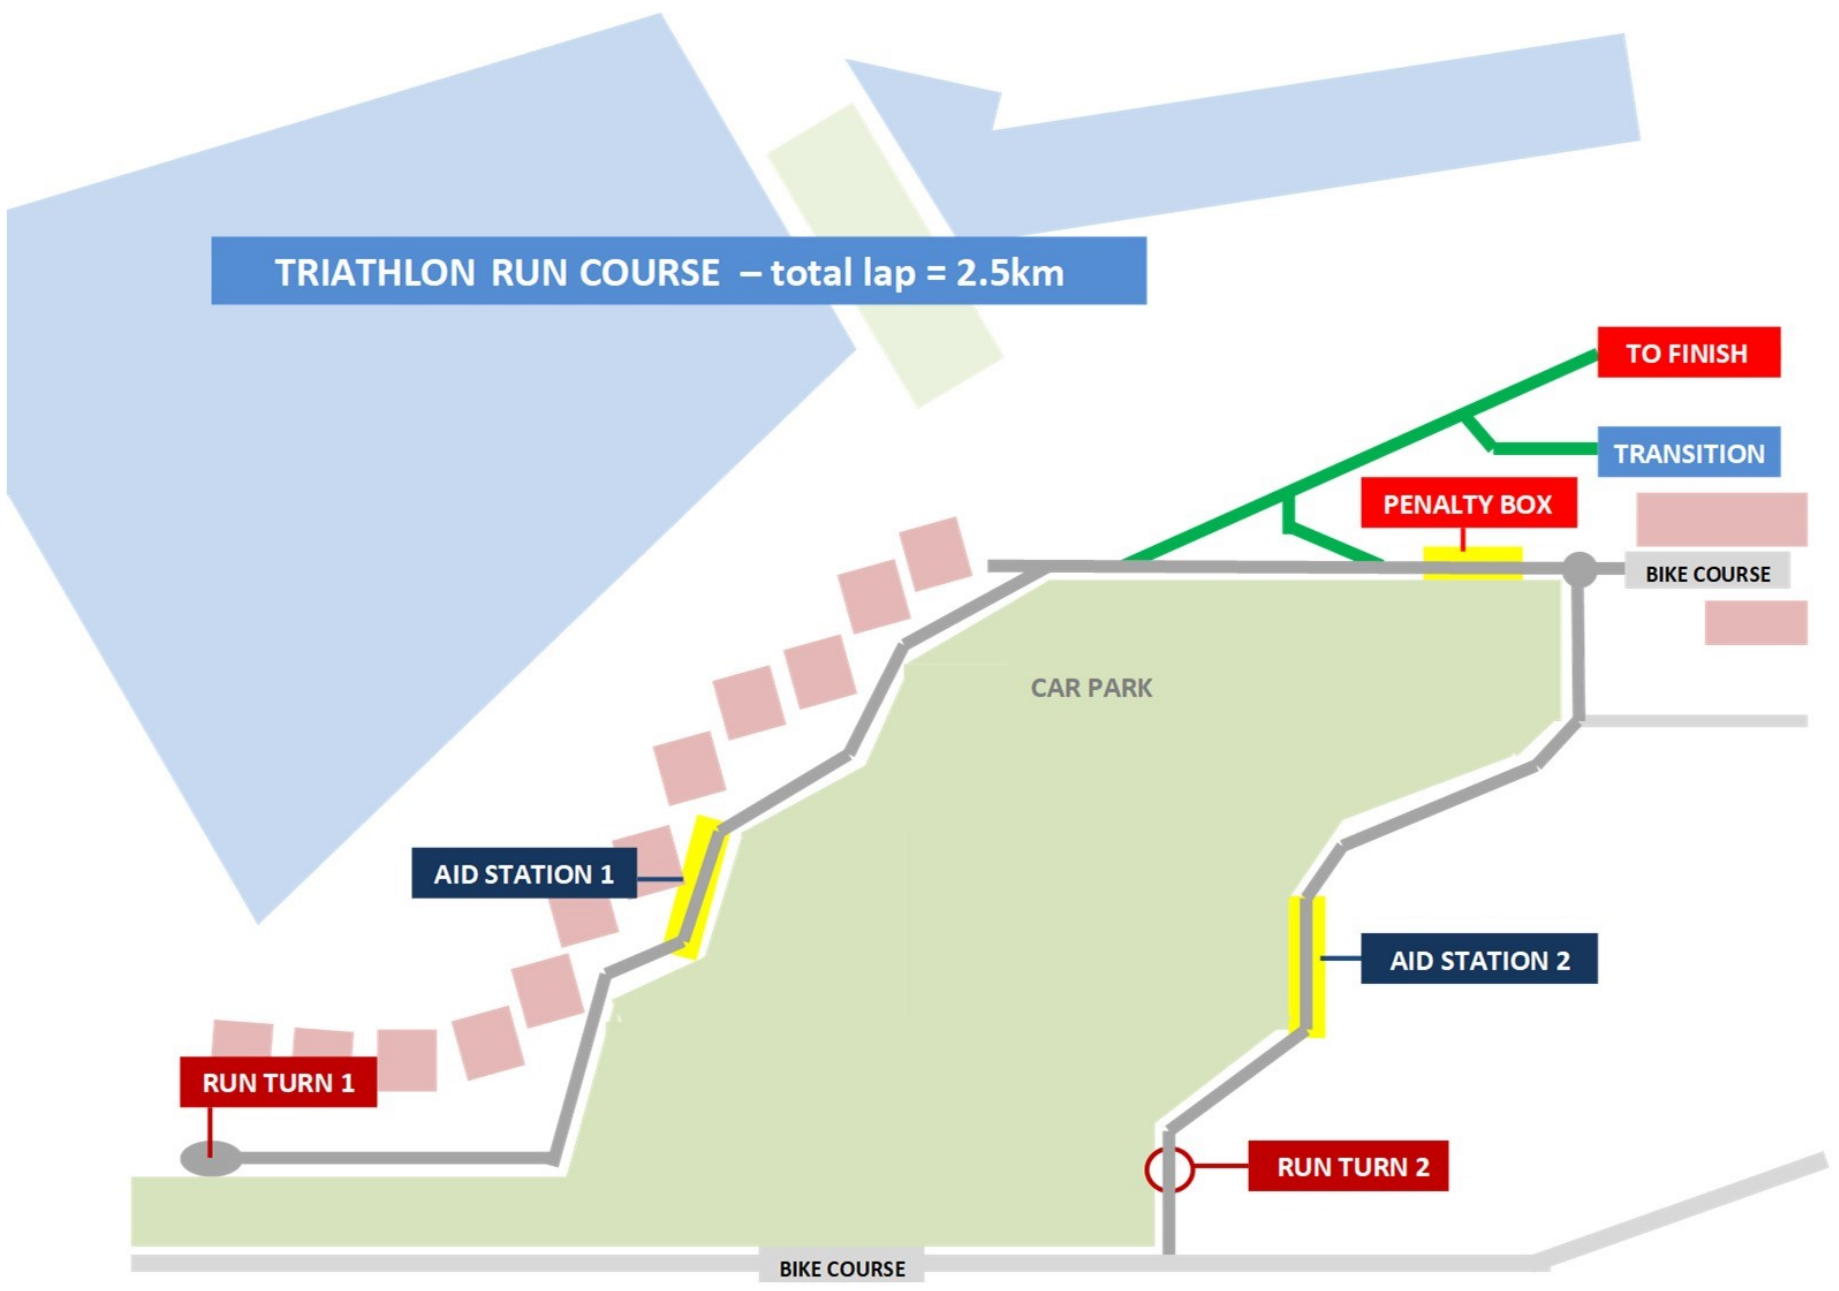 TRIATHLON RUN COURSE – total lap = 2.5km
TO FINISH
TRANSITION
PENALTY BOX
BIKE COURSE
CAR PARK
AID STATION 1
AID STATION 2
RUN TURN 1
RUN TURN 2
BIKE COURSE